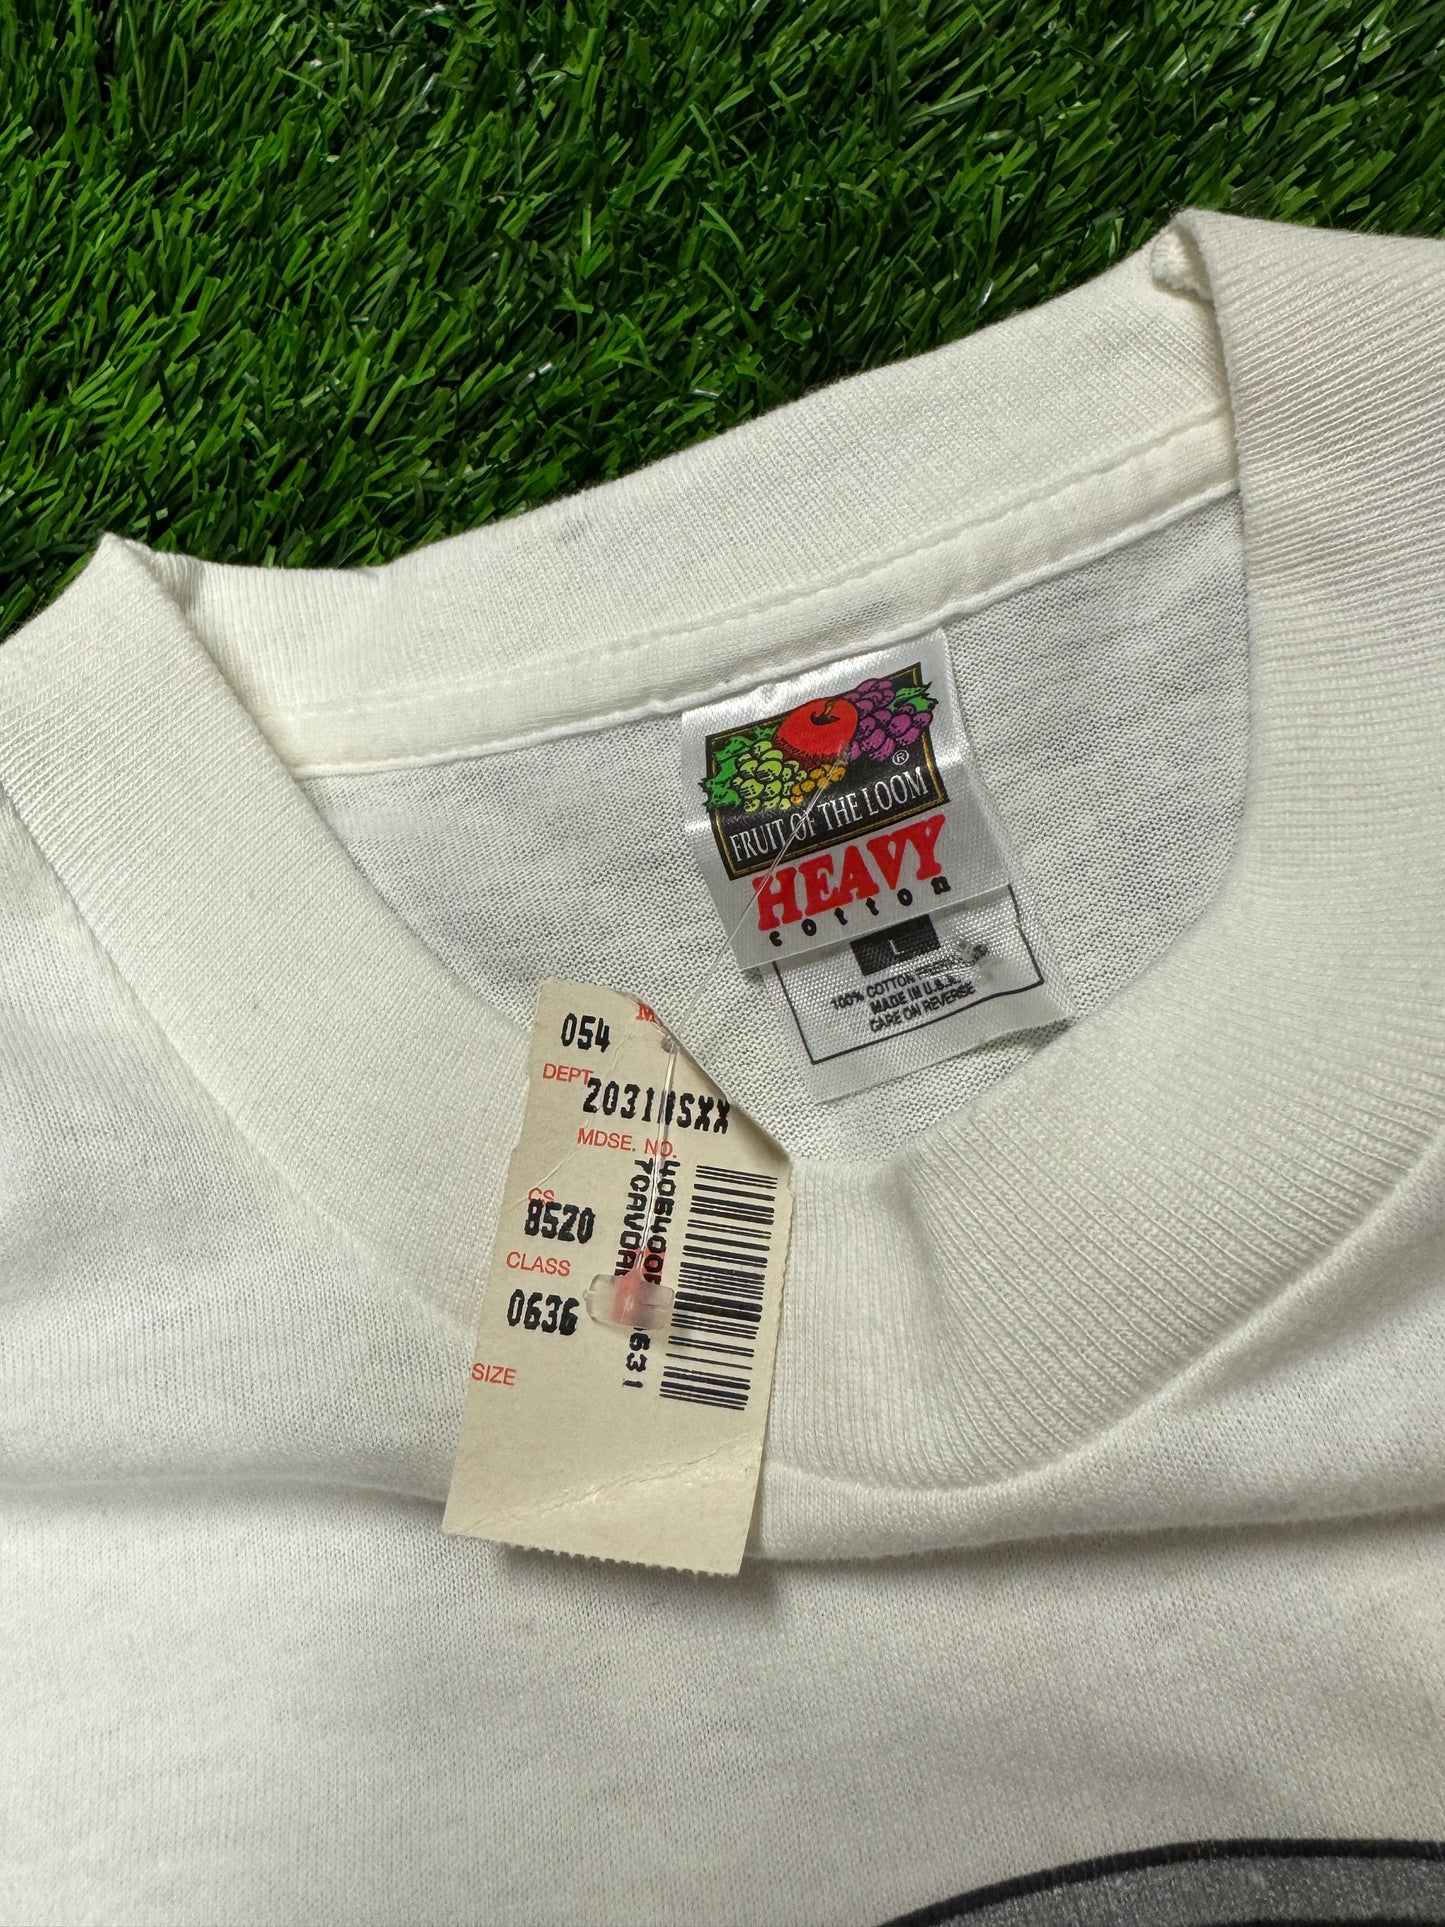 ®
FRUIT OF THE LOOM
HEAVY
cotton
L
100% COTTON
MADE IN U.S.A.
CARE ON REVERSE
054
DEPT.
MDSE. NO.
CS
8520
CLASS
0636
SIZE